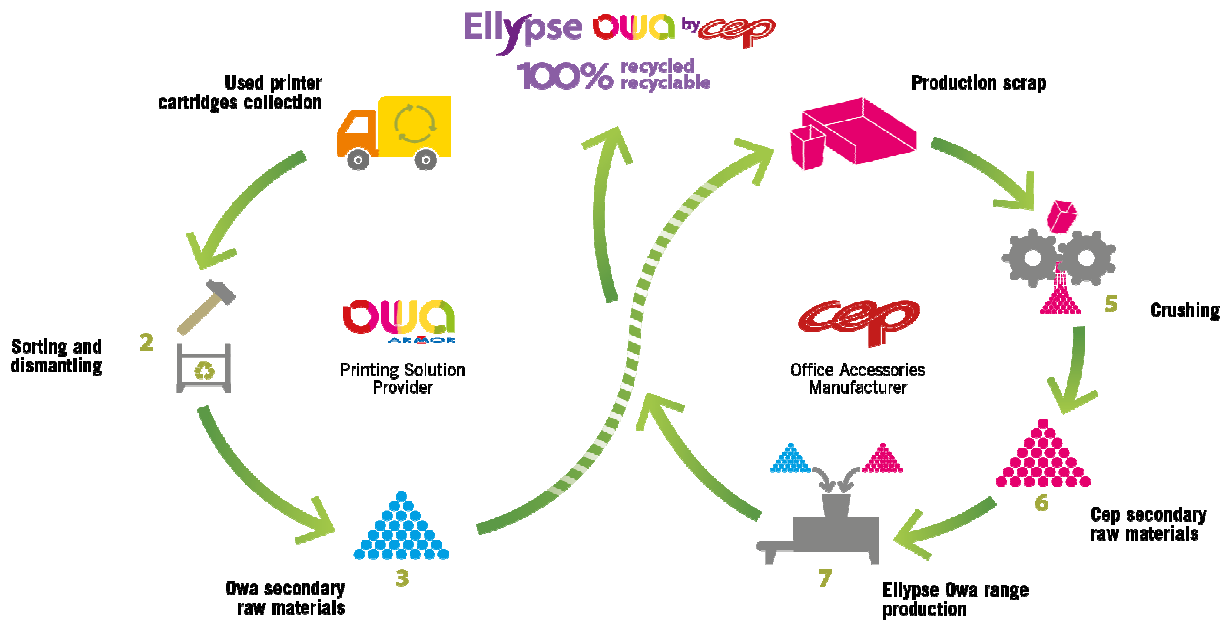 Ellypse owa by cep
100% recycled
recyclable
Used printer
cartridges collection
Production scrap
2
Sorting and
dismantling
owa
ARMOR
Printing Solution
Provider
cep
Office Accessories
Manufacturer
5
Crushing
3
Owa secondary
raw materials
6
Cep secondary
raw materials
7
Ellypse Owa range
production